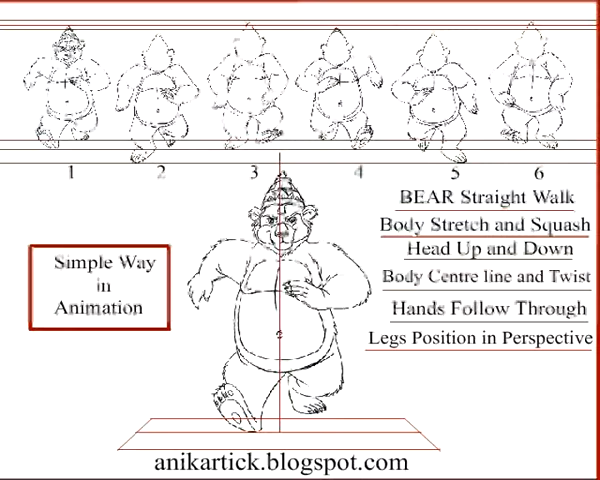 1 2 3 4 5 6
BEAR Straight Walk
Body Stretch and Squash
Head Up and Down
Body Centre line and Twist
Hands Follow Through
Legs Position in Perspective
Simple Way
in
Animation
anikartick.blogspot.com